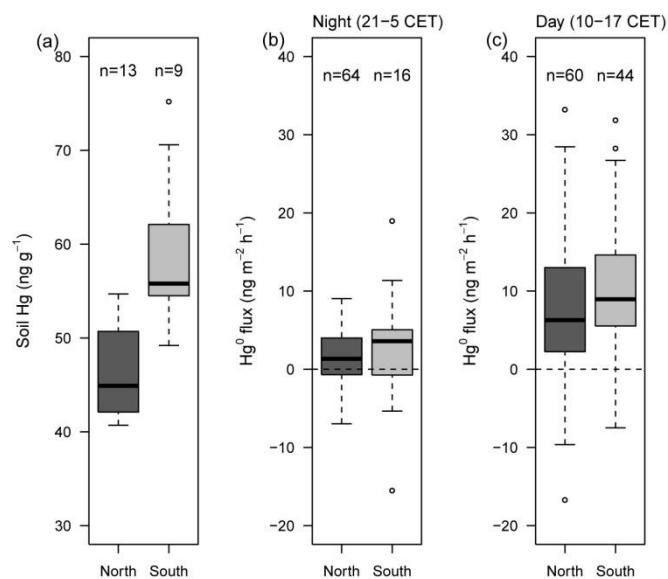 Night (21−5 CET)
Day (10−17 CET)
(a)
n=13 n=9
80
70
60
50
40
30
Soil Hg (ng g⁻¹)
North South
(b)
n=64 n=16
40
30
20
10
0
−10
−20
Hg⁰ flux (ng m⁻² h⁻¹)
North South
(c)
n=60 n=44
40
30
20
10
0
−10
−20
Hg⁰ flux (ng m⁻² h⁻¹)
North South